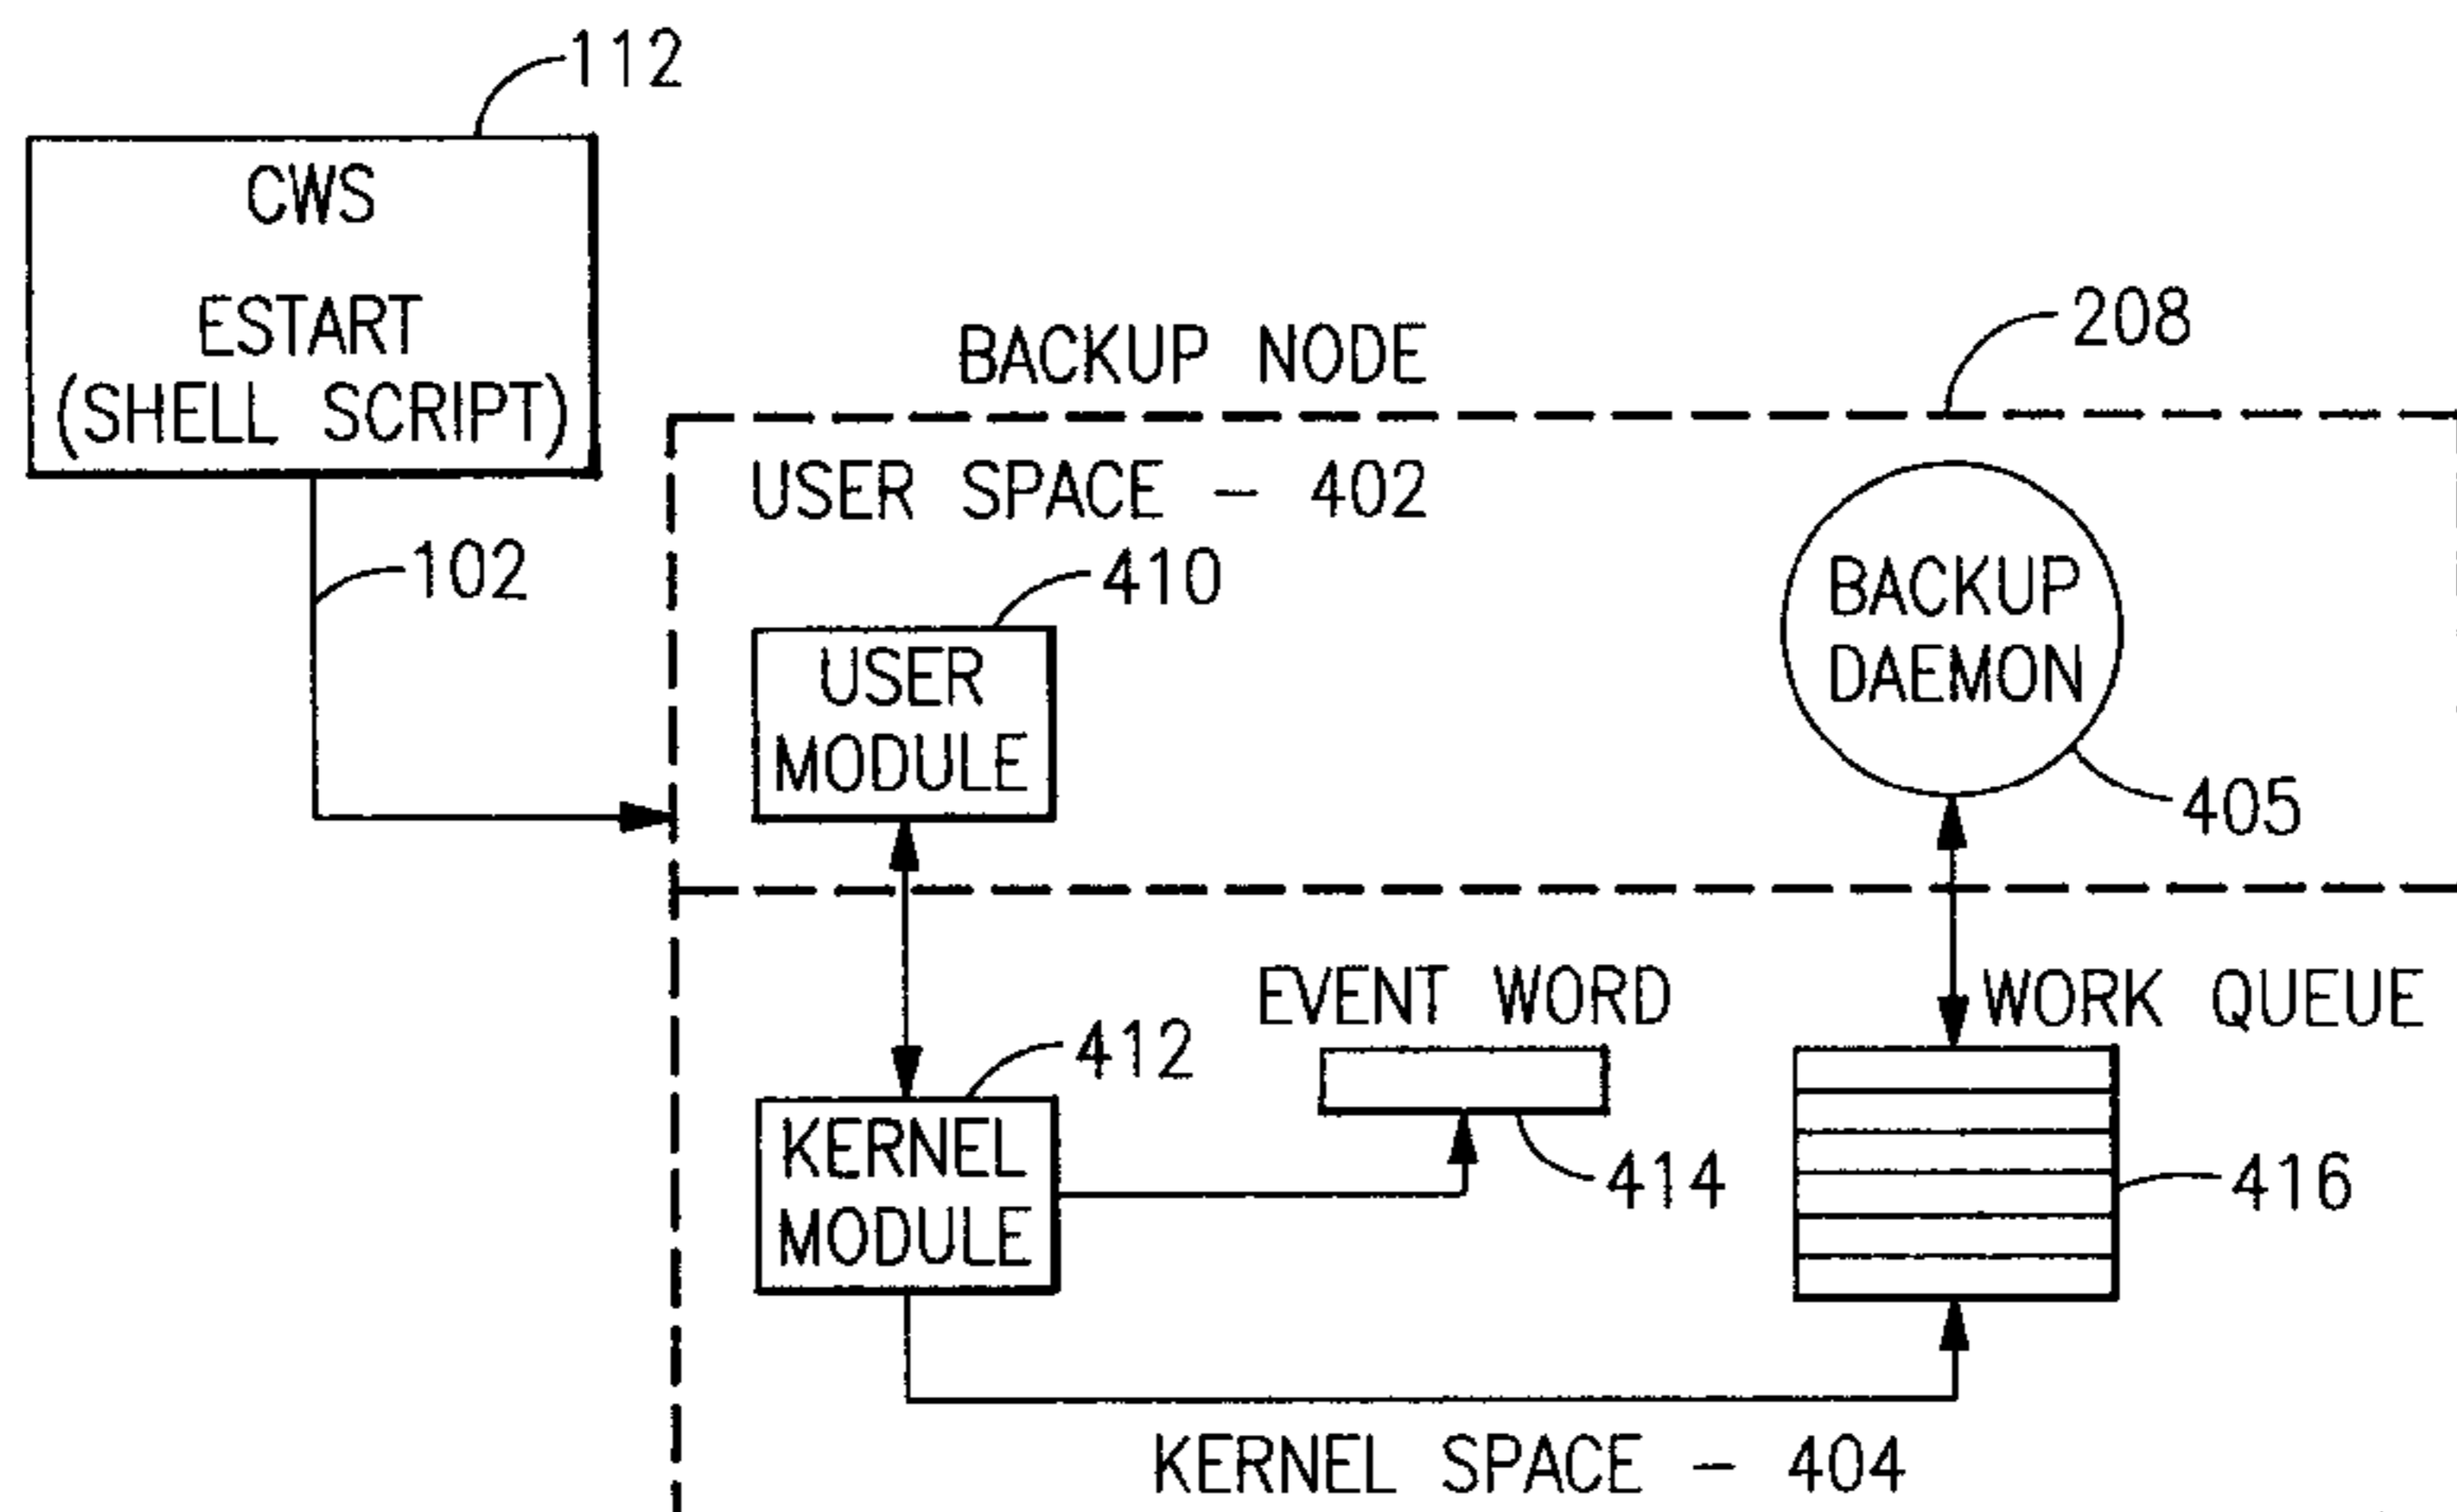 112
CWS
ESTART
(SHELL SCRIPT)
102
BACKUP NODE
208
USER SPACE - 402
410
USER
MODULE
BACKUP
DAEMON
405
EVENT WORD
WORK QUEUE
412
KERNEL
MODULE
414
416
KERNEL SPACE - 404